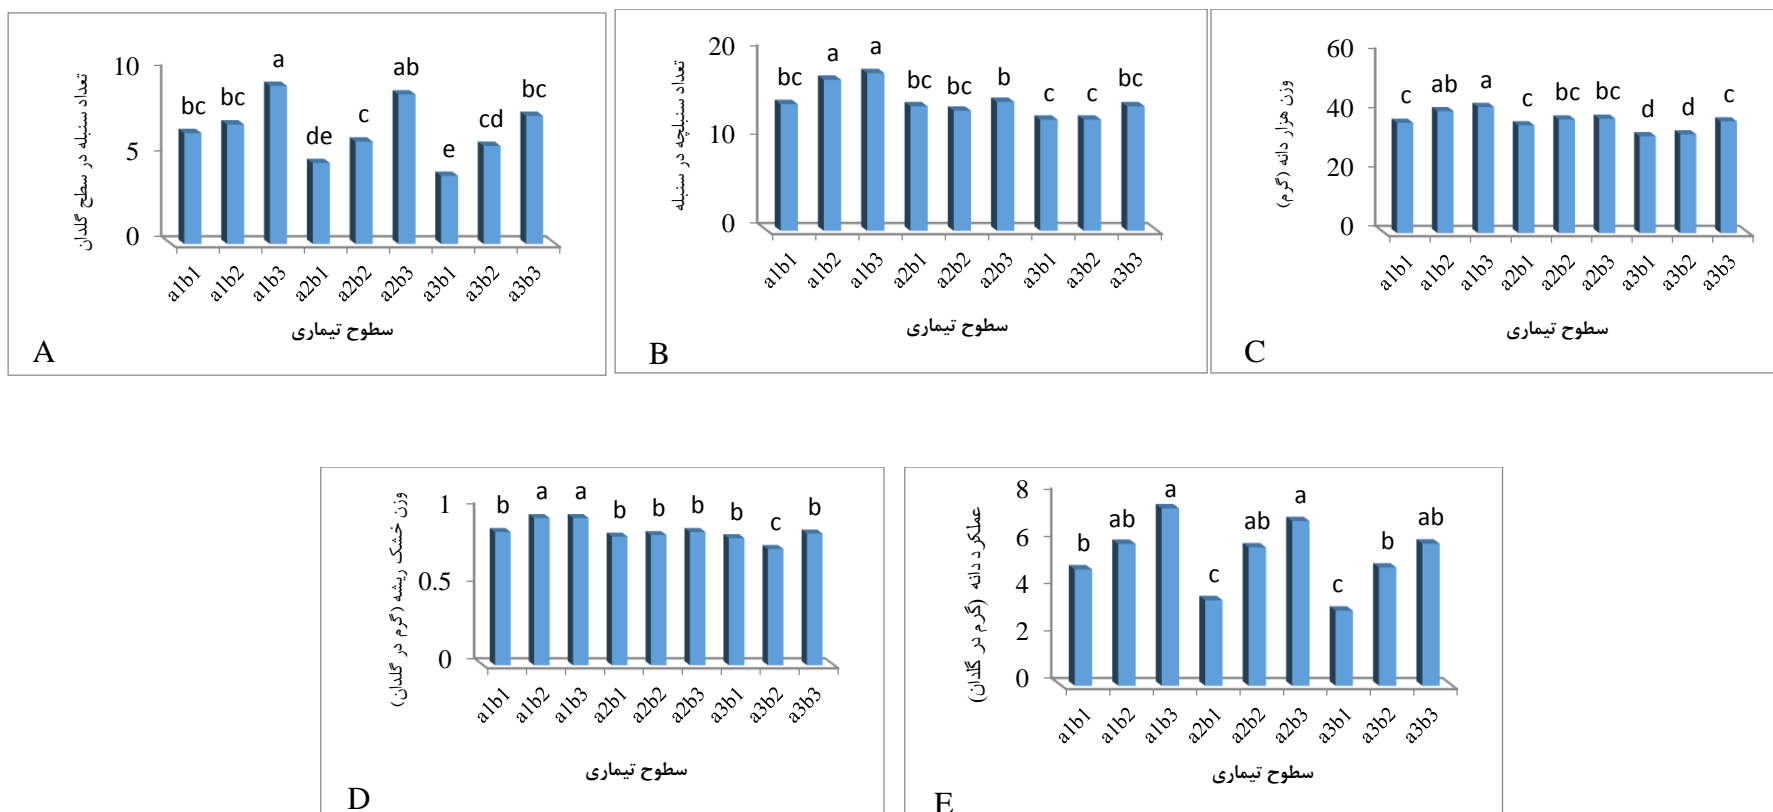 تعداد سنبله در سطح گلدان
10
5
0
bc
bc
a
de
c
ab
e
cd
bc
a1b1
a1b2
a1b3
a2b1
a2b2
a2b3
a3b1
a3b2
a3b3
سطوح تیماری
A
تعداد سنبلچه در سنبله
20
10
0
bc
a
a
bc
bc
b
c
c
bc
a1b1
a1b2
a1b3
a2b1
a2b2
a2b3
a3b1
a3b2
a3b3
سطوح تیماری
B
وزن هزار دانه (گرم)
60
40
20
0
c
ab
a
c
bc
bc
d
d
c
a1b1
a1b2
a1b3
a2b1
a2b2
a2b3
a3b1
a3b2
a3b3
سطوح تیماری
C
وزن خشک ریشه (گرم در گلدان)
1
0.5
0
b
a
a
b
b
b
b
c
b
a1b1
a1b2
a1b3
a2b1
a2b2
a2b3
a3b1
a3b2
a3b3
سطوح تیماری
D
عملکرد دانه (گرم در گلدان)
8
6
4
2
0
b
ab
a
c
ab
a
c
b
ab
a1b1
a1b2
a1b3
a2b1
a2b2
a2b3
a3b1
a3b2
a3b3
سطوح تیماری
E